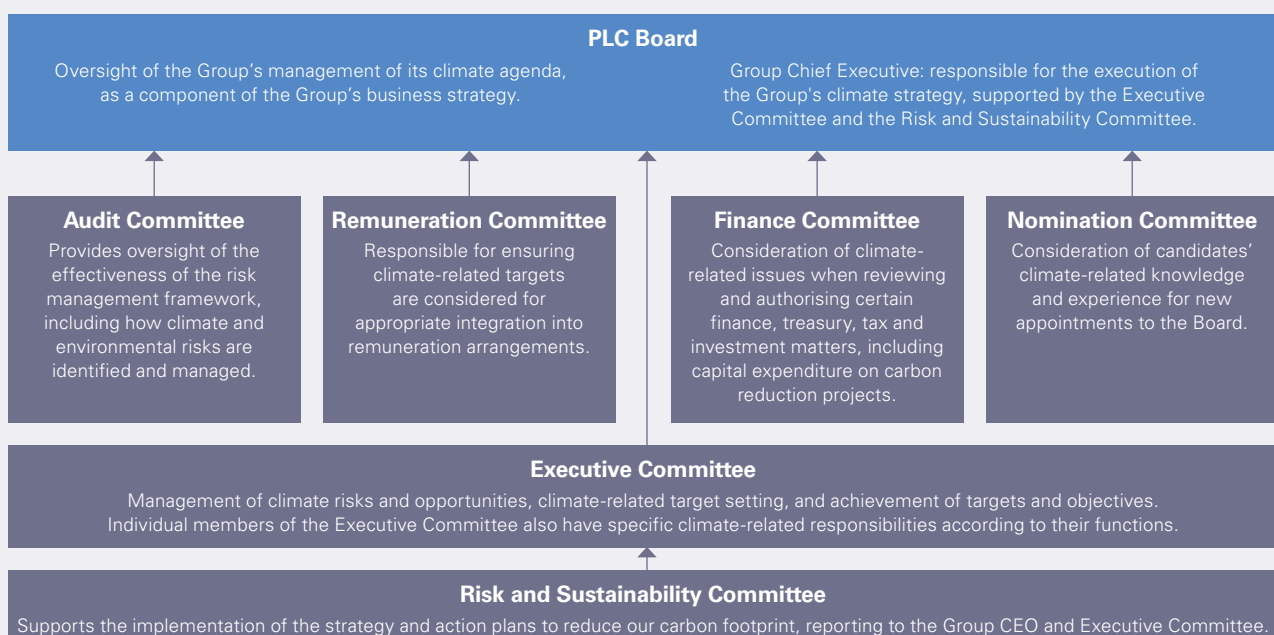 PLC Board
Oversight of the Group’s management of its climate agenda,
as a component of the Group’s business strategy.
Group Chief Executive: responsible for the execution of
the Group's climate strategy, supported by the Executive
Committee and the Risk and Sustainability Committee.
Audit Committee
Provides oversight of the
effectiveness of the risk
management framework,
including how climate and
environmental risks are
identified and managed.
Remuneration Committee
Responsible for ensuring
climate-related targets
are considered for
appropriate integration into
remuneration arrangements.
Finance Committee
Consideration of climate-
related issues when reviewing
and authorising certain
finance, treasury, tax and
investment matters, including
capital expenditure on carbon
reduction projects.
Nomination Committee
Consideration of candidates’
climate-related knowledge
and experience for new
appointments to the Board.
Executive Committee
Management of climate risks and opportunities, climate-related target setting, and achievement of targets and objectives.
Individual members of the Executive Committee also have specific climate-related responsibilities according to their functions.
Risk and Sustainability Committee
Supports the implementation of the strategy and action plans to reduce our carbon footprint, reporting to the Group CEO and Executive Committee.